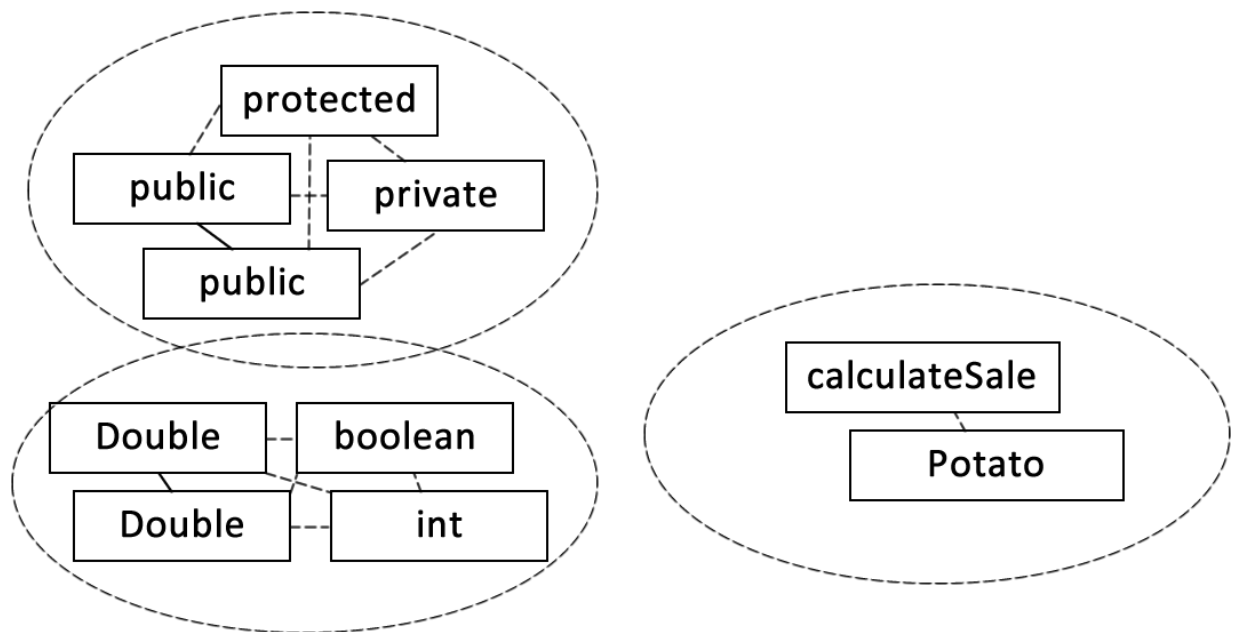 protected
public
private
public
Double
boolean
Double
int
calculateSale
Potato